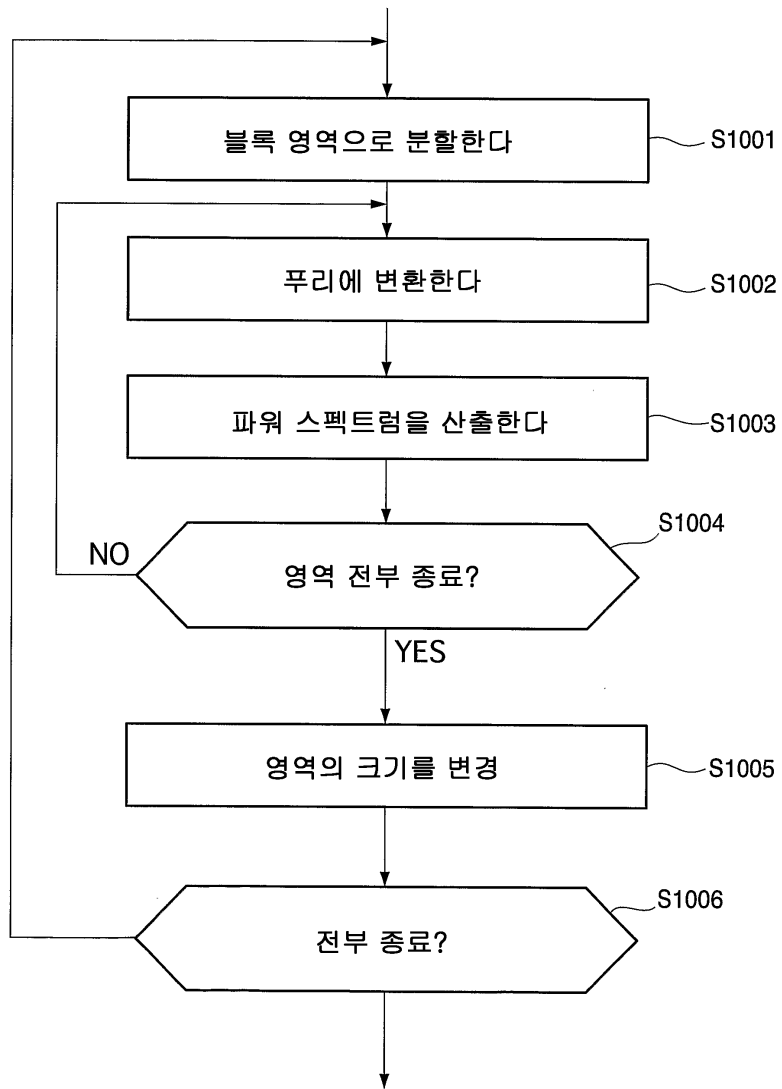 블록 영역으로 분할한다
S1001
푸리에 변환한다
S1002
파워 스펙트럼을 산출한다
S1003
S1004
NO
영역 전부 종료?
YES
영역의 크기를 변경
S1005
S1006
전부 종료?